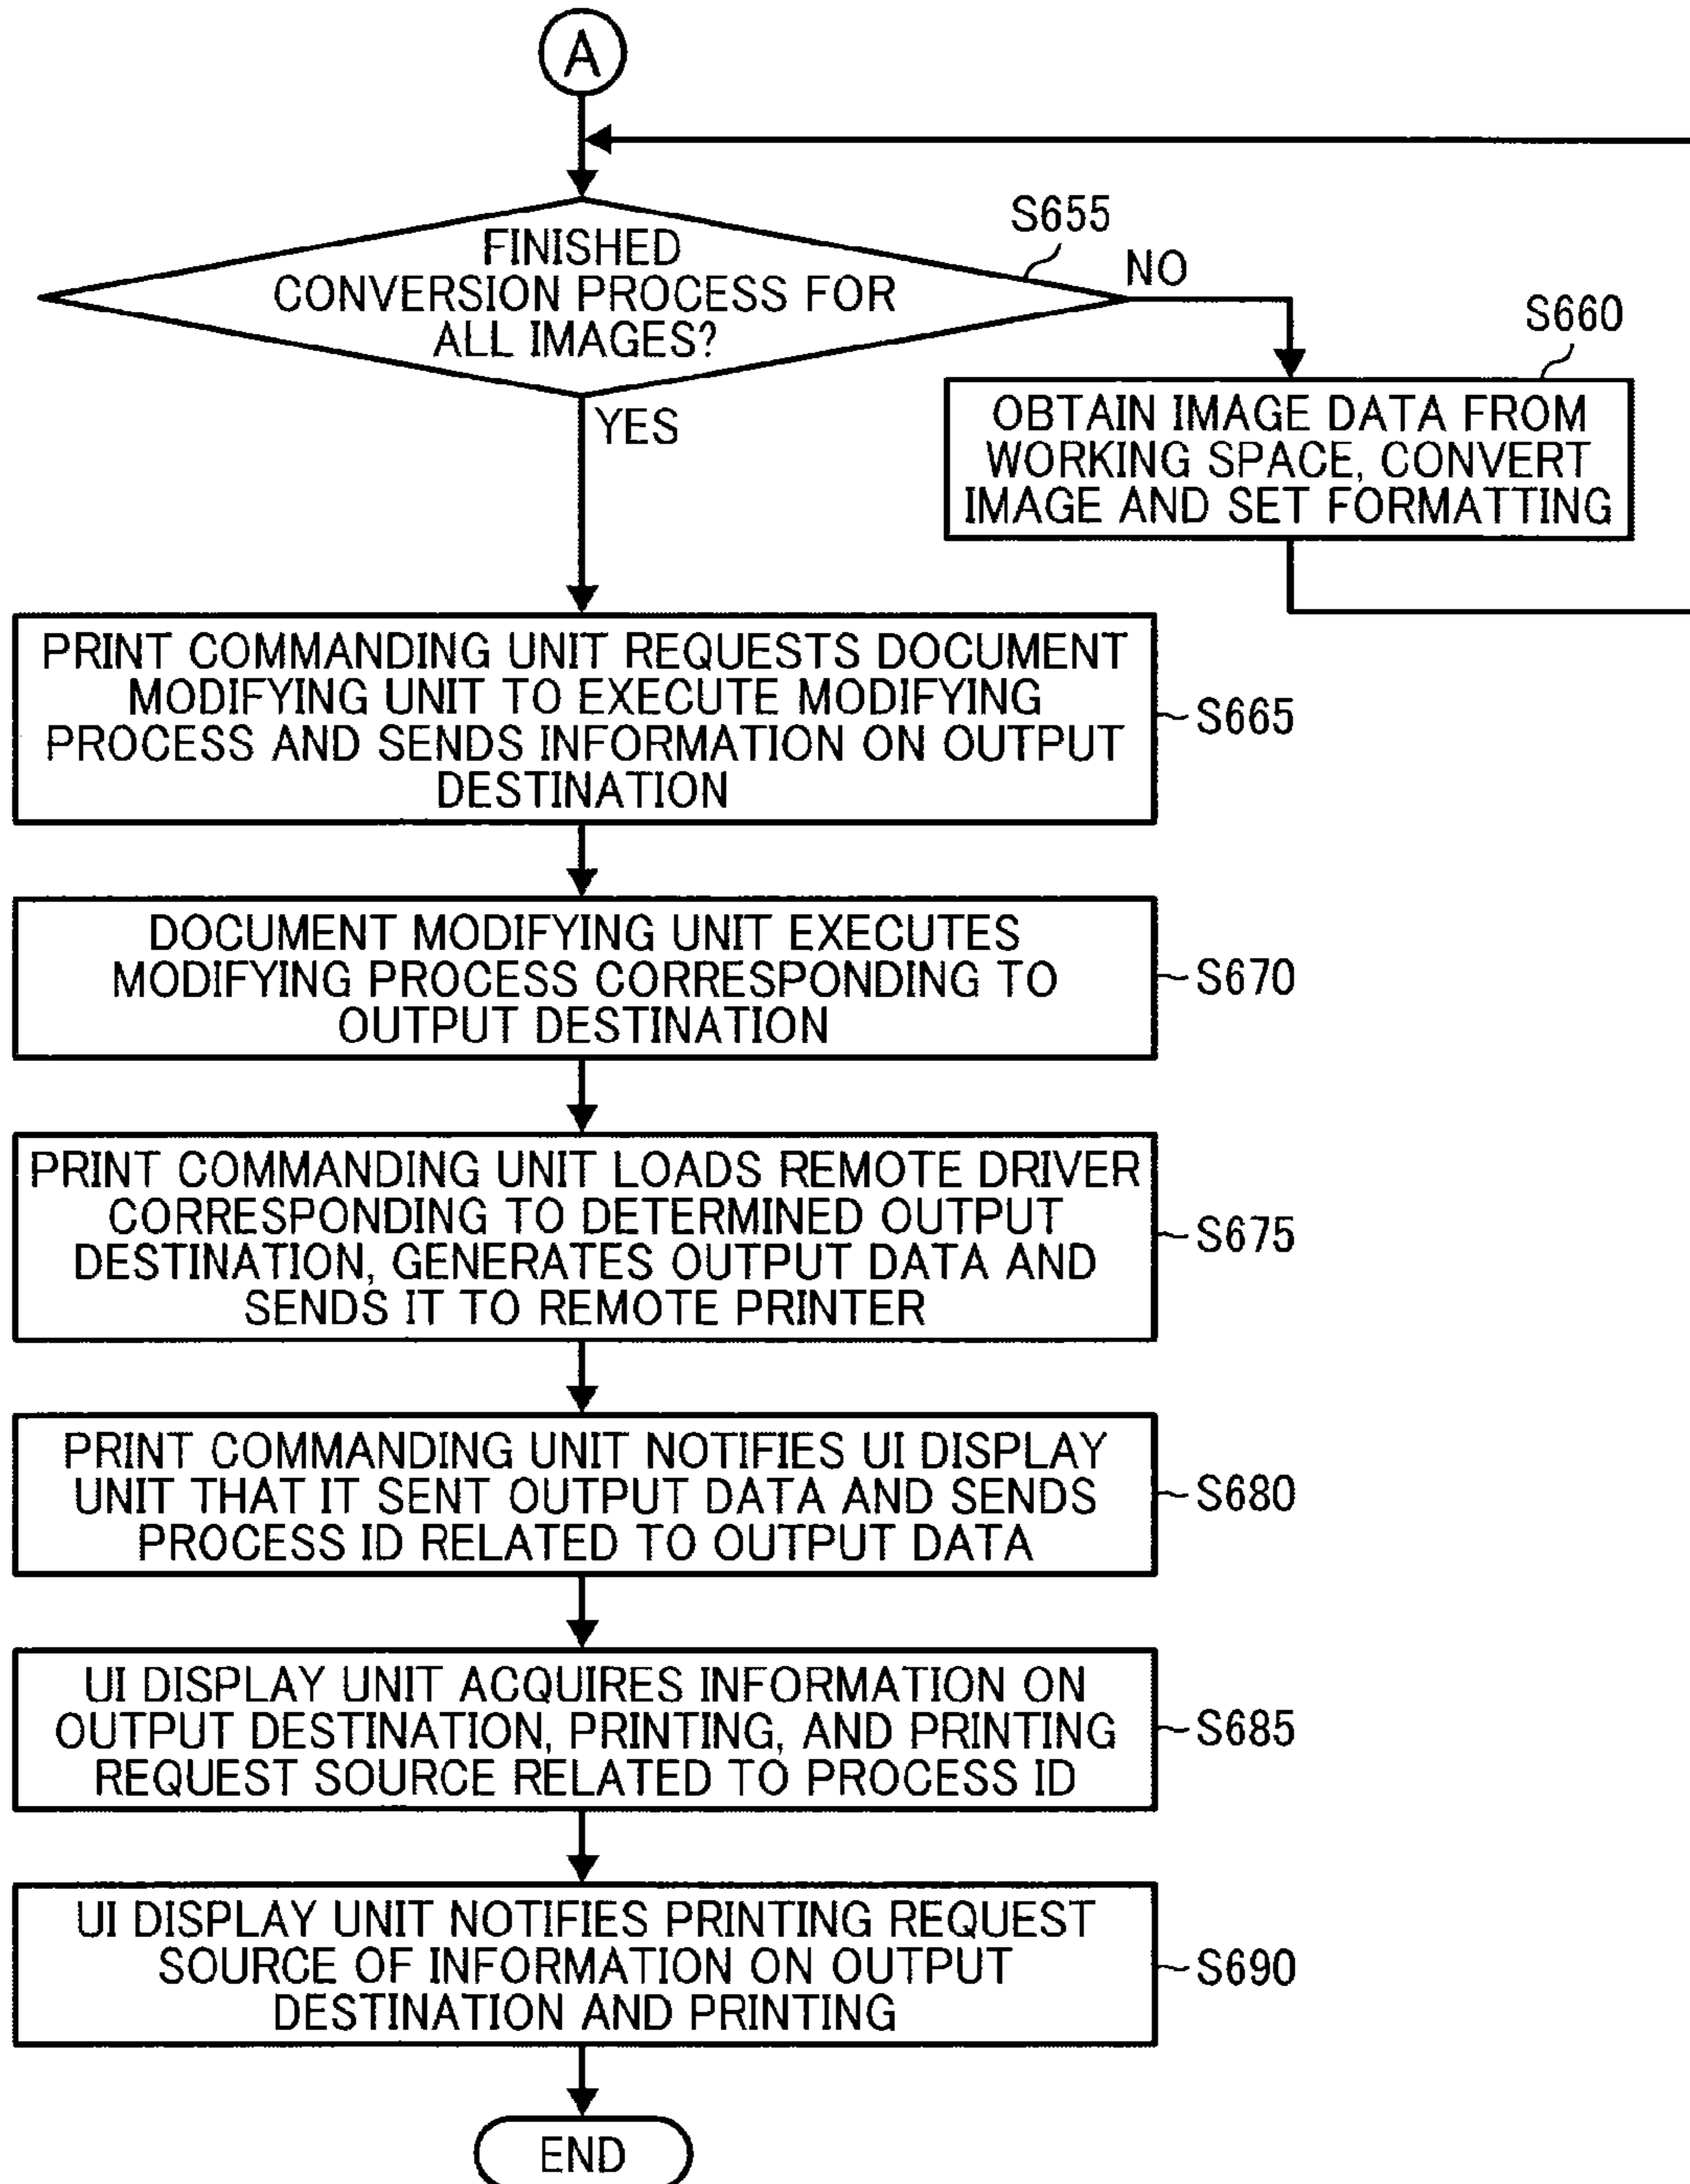 A
S655
FINISHED
CONVERSION PROCESS FOR
ALL IMAGES?
NO
YES
S660
OBTAIN IMAGE DATA FROM
WORKING SPACE, CONVERT
IMAGE AND SET FORMATTING
PRINT COMMANDING UNIT REQUESTS DOCUMENT
MODIFYING UNIT TO EXECUTE MODIFYING
PROCESS AND SENDS INFORMATION ON OUTPUT
DESTINATION
S665
DOCUMENT MODIFYING UNIT EXECUTES
MODIFYING PROCESS CORRESPONDING TO
OUTPUT DESTINATION
S670
PRINT COMMANDING UNIT LOADS REMOTE DRIVER
CORRESPONDING TO DETERMINED OUTPUT
DESTINATION, GENERATES OUTPUT DATA AND
SENDS IT TO REMOTE PRINTER
S675
PRINT COMMANDING UNIT NOTIFIES UI DISPLAY
UNIT THAT IT SENT OUTPUT DATA AND SENDS
PROCESS ID RELATED TO OUTPUT DATA
S680
UI DISPLAY UNIT ACQUIRES INFORMATION ON
OUTPUT DESTINATION, PRINTING, AND PRINTING
REQUEST SOURCE RELATED TO PROCESS ID
S685
UI DISPLAY UNIT NOTIFIES PRINTING REQUEST
SOURCE OF INFORMATION ON OUTPUT
DESTINATION AND PRINTING
S690
END